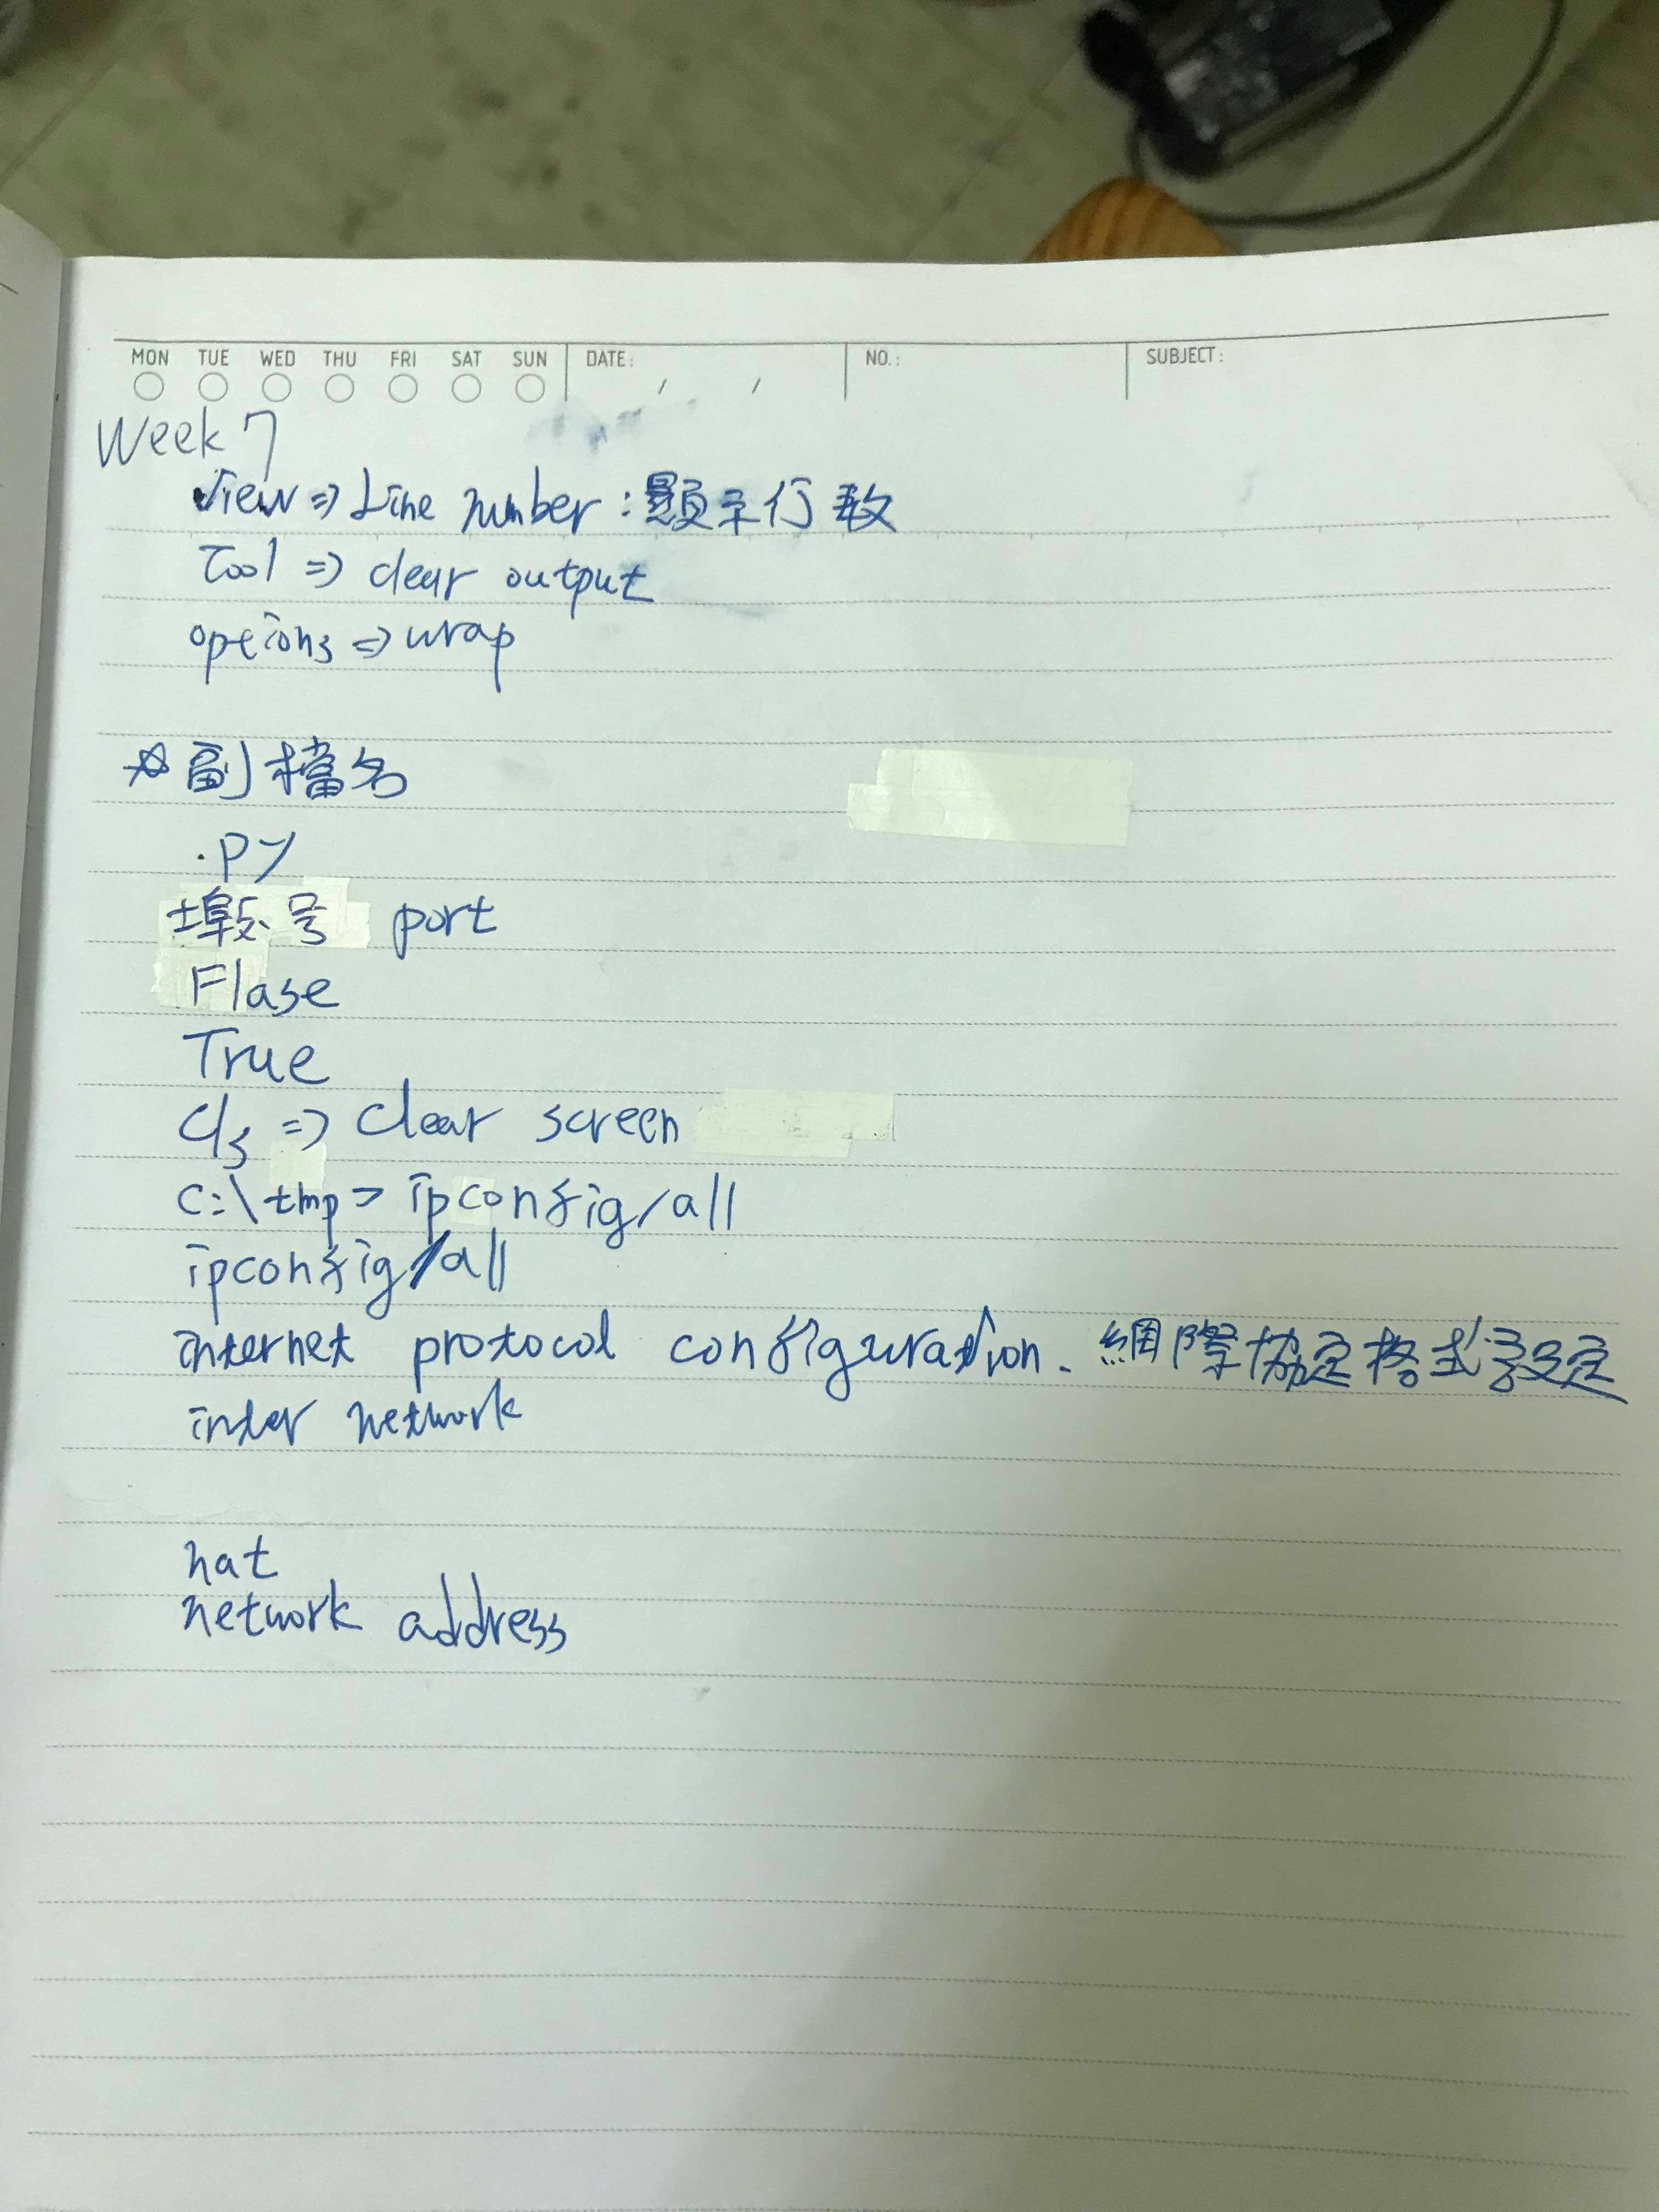 MON TUE WED THU FRI SAT SUN DATE: / / NO.: SUBJECT:
Week 7
View => Line number : 顯示行數
Tool => clear output
opeions => wrap
☆副檔名
.py
埠號 port
Flase
True
cls => clear screen
C:\tmp> ipconfig/all
ipconfig/all
internet protocol configuration. 網際協定格式設定
inter network
nat
network address